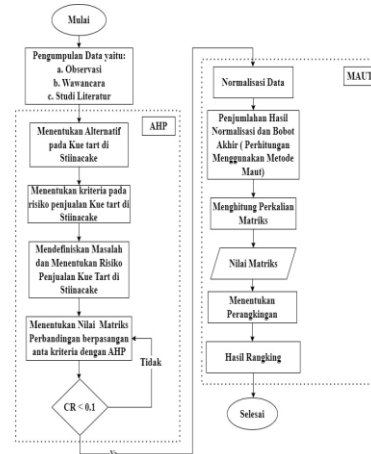 Mulai
Pengumpulan Data yaitu:
a. Observasi
b. Wawancara
c. Studi Literatur
AHP
Menentukan Alternatif
pada Kue tart di
Stiinacake
Menentukan kriteria pada
risiko penjualan Kue tart di
Stiinacake
Mendefiniskan Masalah
dan Menentukan Risiko
Penjualan Kue Tart di
Stiinacake
Menentukan Nilai Matriks
Perbandingan berpasangan
anta kriteria dengan AHP
Tidak
CR < 0.1
MAUT
Normalisasi Data
Penjumlahan Hasil
Normalisasi dan Bobot
Akhir ( Perhitungan
Menggunakan Metode
Maut)
Menghitung Perkalian
Matriks
Nilai Matriks
Menentukan
Perangkingan
Hasil Rangking
Selesai